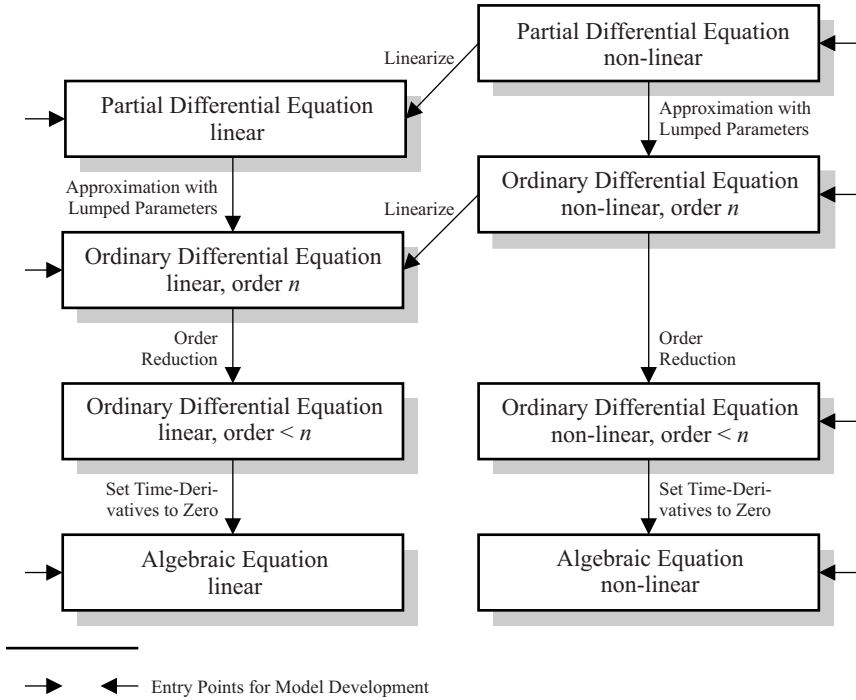 Partial Differential Equation
non-linear
Linearize
Partial Differential Equation
linear
Approximation with
Lumped Parameters
Approximation with
Lumped Parameters
Ordinary Differential Equation
non-linear, order n
Linearize
Ordinary Differential Equation
linear, order n
Order
Reduction
Order
Reduction
Ordinary Differential Equation
linear, order < n
Ordinary Differential Equation
non-linear, order < n
Set Time-Deri-
vatives to Zero
Set Time-Deri-
vatives to Zero
Algebraic Equation
linear
Algebraic Equation
non-linear
Entry Points for Model Development